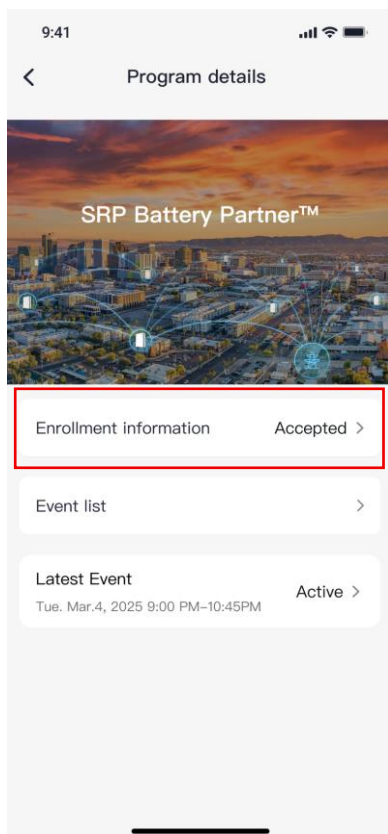 9:41
Program details
SRP Battery Partner™
Enrollment information Accepted
Event list
Latest Event
Tue. Mar.4, 2025 9:00 PM–10:45PM
Active